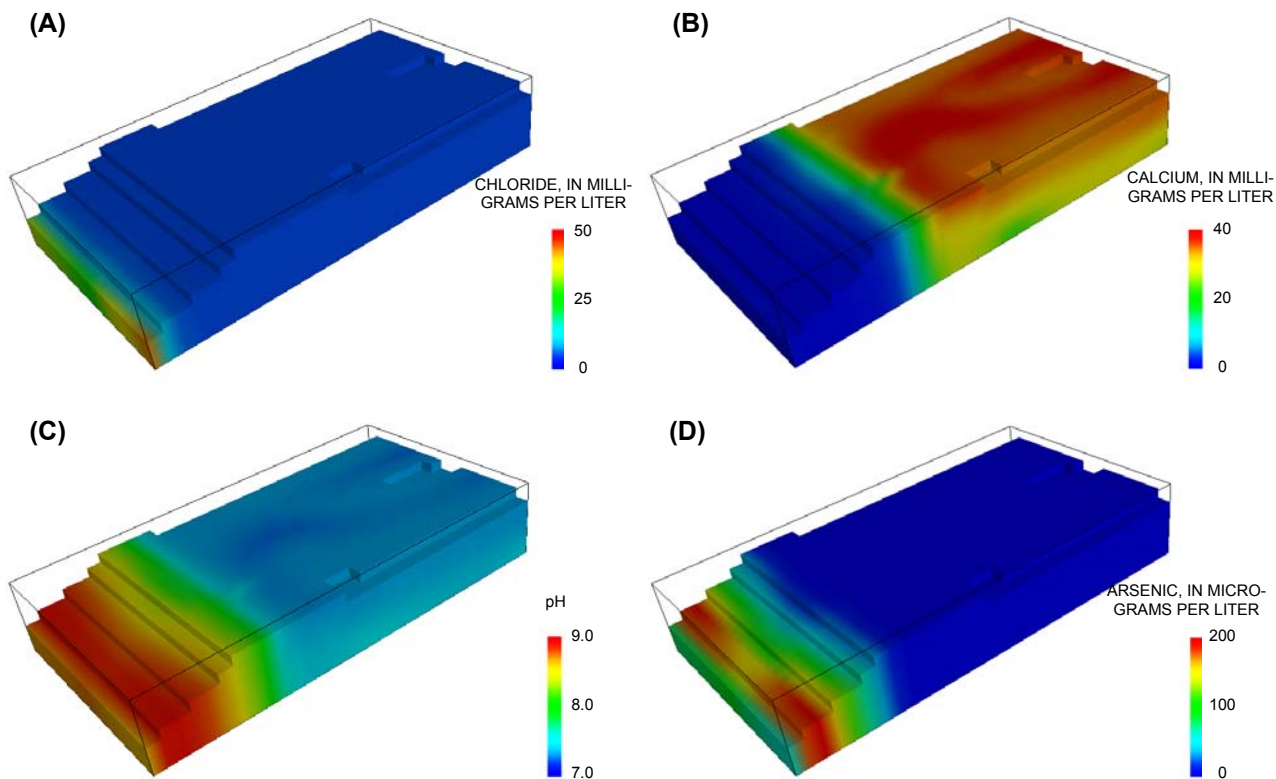 (A)
CHLORIDE, IN MILLI-
GRAMS PER LITER
50
25
0
(B)
CALCIUM, IN MILLI-
GRAMS PER LITER
40
20
0
(C)
pH
9.0
8.0
7.0
(D)
ARSENIC, IN MICRO-
GRAMS PER LITER
200
100
0